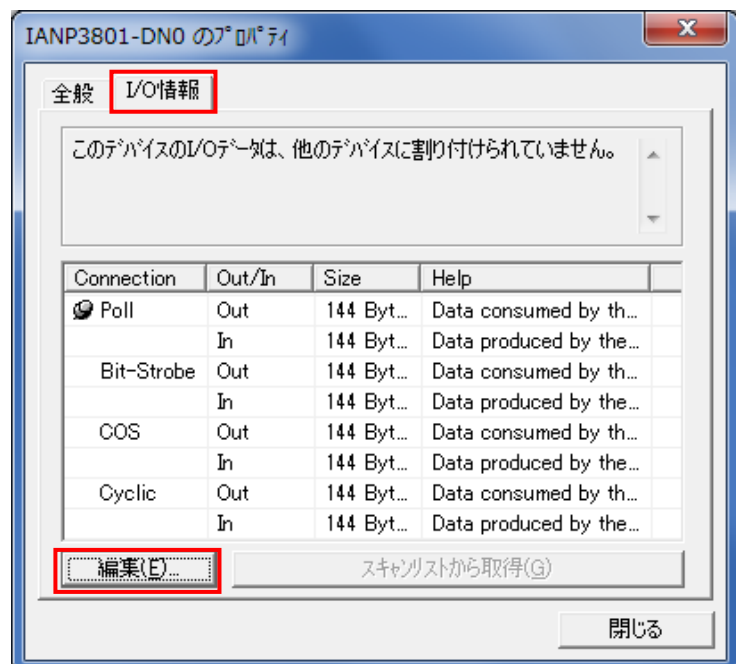 IANP3801-DN0 のﾌﾟﾛﾊﾟﾃｨ
全般 I/O情報
このﾃﾞﾊﾞｲｽのI/Oﾃﾞｰﾀは、他のﾃﾞﾊﾞｲｽに割り付けられていません。
Connection Out/In Size Help
Poll Out 144 Byt... Data consumed by th...
In 144 Byt... Data produced by the...
Bit-Strobe Out 144 Byt... Data consumed by th...
In 144 Byt... Data produced by the...
COS Out 144 Byt... Data consumed by th...
In 144 Byt... Data produced by the...
Cyclic Out 144 Byt... Data consumed by th...
In 144 Byt... Data produced by the...
編集(E)... ｽｷｬﾝﾘｽﾄから取得(G)
閉じる